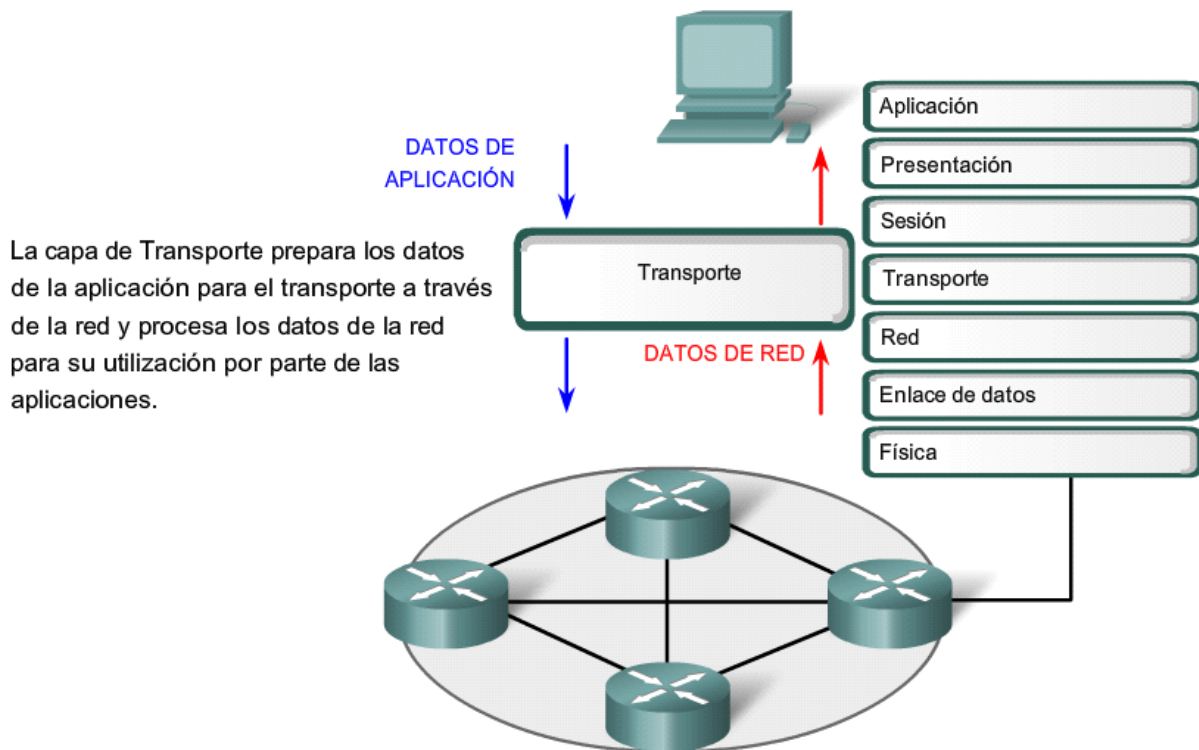 DATOS DE
APLICACIÓN
La capa de Transporte prepara los datos
de la aplicación para el transporte a través
de la red y procesa los datos de la red
para su utilización por parte de las
aplicaciones.
Transporte
DATOS DE RED
Aplicación
Presentación
Sesión
Transporte
Red
Enlace de datos
Física